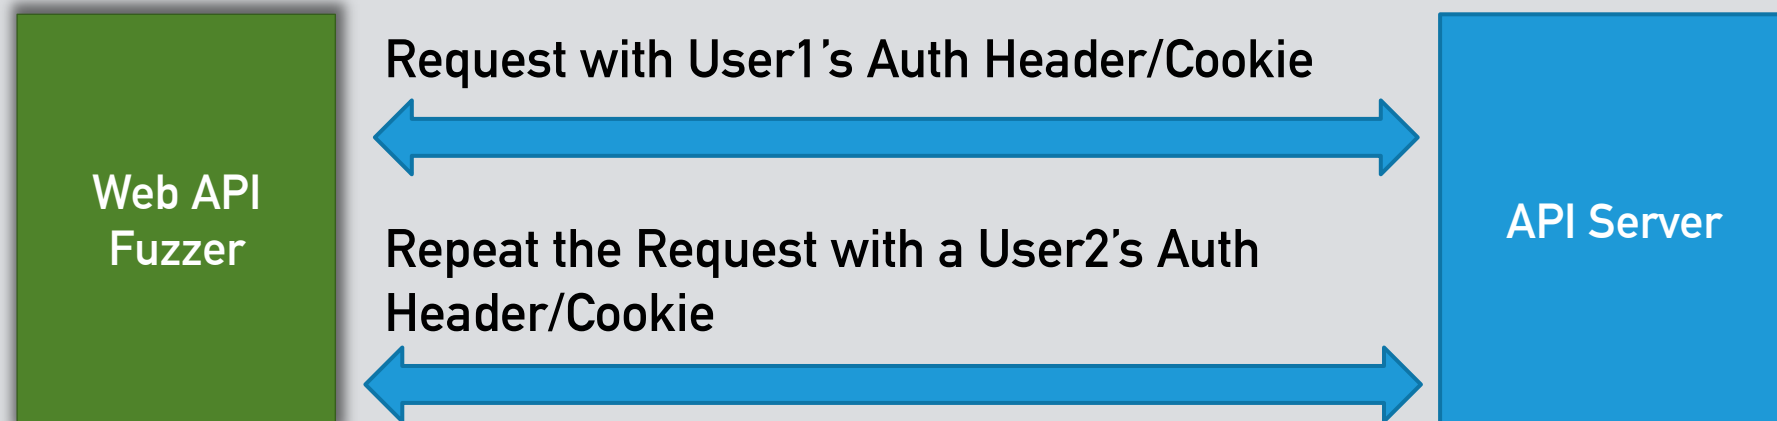 Web API
Fuzzer
Request with User1’s Auth Header/Cookie
Repeat the Request with a User2’s Auth
Header/Cookie
API Server